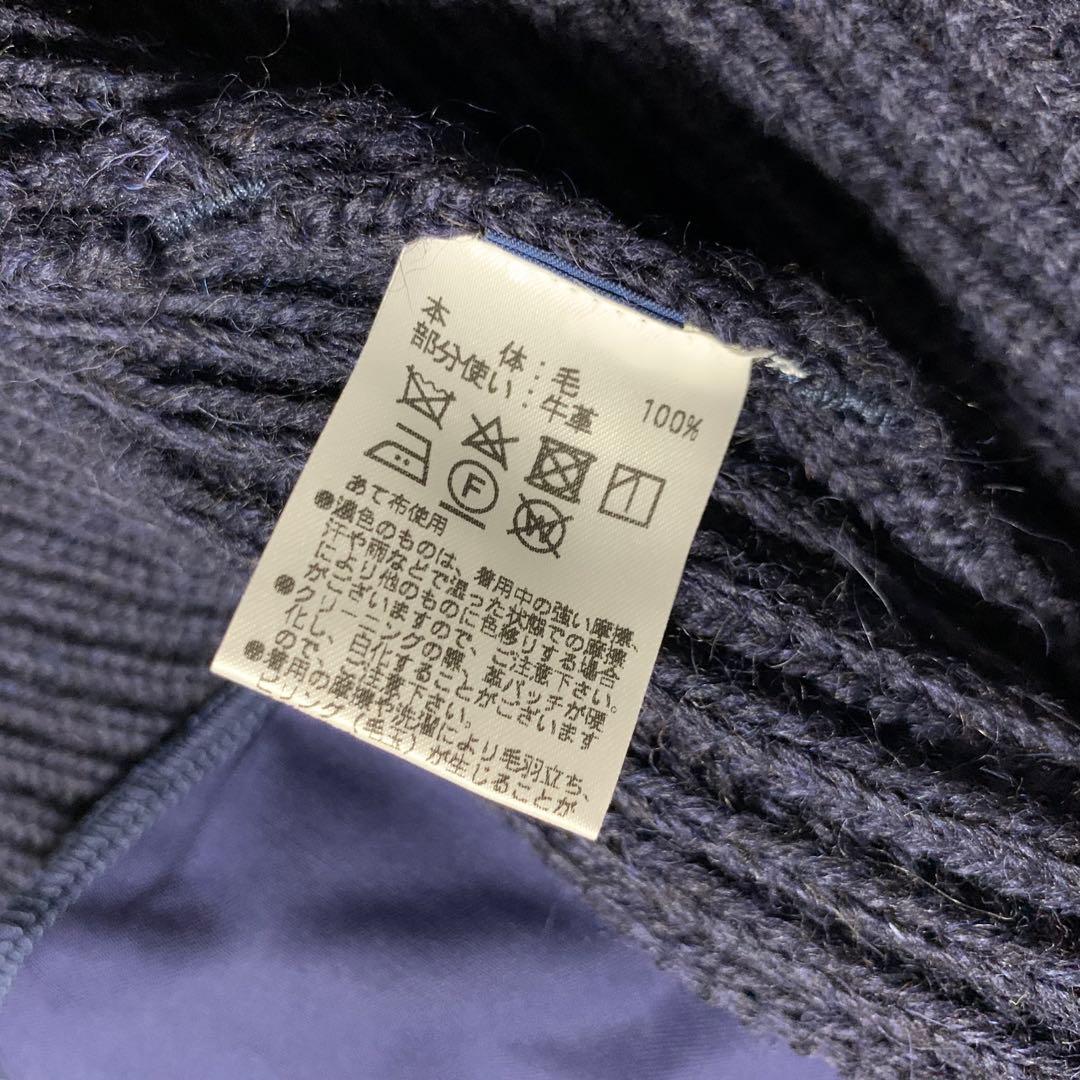 本　　体：毛　　100%
部分使い：牛革
F
W
あて布使用
●濃色のものは、着用中の強い摩擦、
汗や雨などで湿った状態での摩擦
により他のものに色移りする場合
がございますので、ご注意下さい。
●クリーニングの際、革パッチが硬
化し、白化することがございます
ので、ご注意下さい。
●着用の摩擦や洗濯により毛羽立ち、
ピリング(毛玉)が生じることが